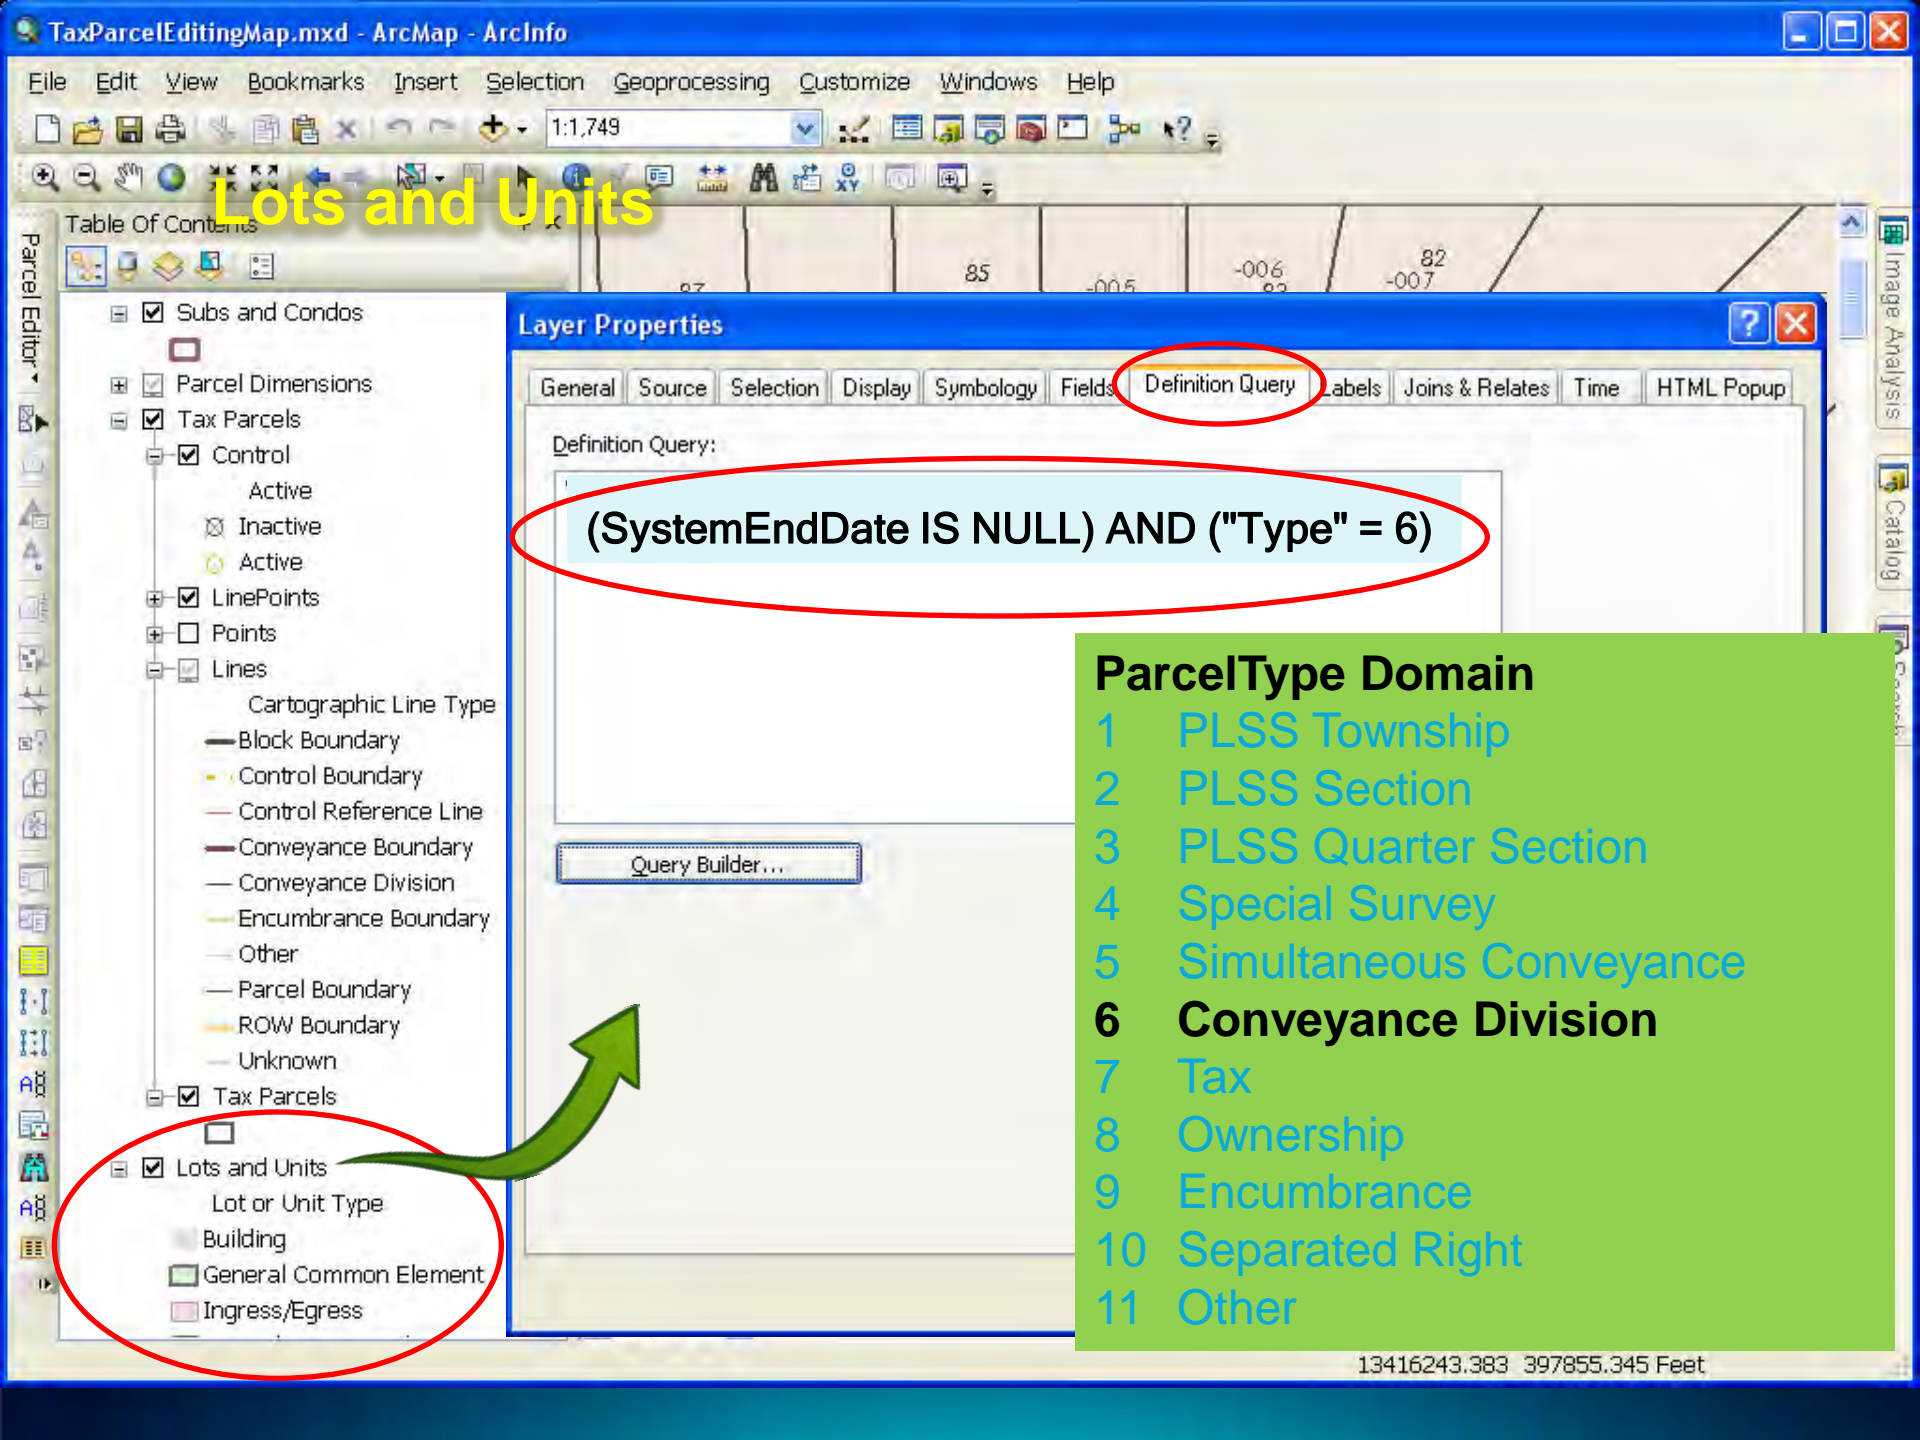 TaxParcelEditingMap.mxd - ArcMap - ArcInfo
File Edit View Bookmarks Insert Selection Geoprocessing Customize Windows Help
1:1,749
Lots and Units
Table Of Contents
Parcel Editor
Subs and Condos
Parcel Dimensions
Tax Parcels
Control
Active
Inactive
Active
LinePoints
Points
Lines
Cartographic Line Type
Block Boundary
Control Boundary
Control Reference Line
Conveyance Boundary
Conveyance Division
Encumbrance Boundary
Other
Parcel Boundary
ROW Boundary
Unknown
Tax Parcels
Lots and Units
Lot or Unit Type
Building
General Common Element
Ingress/Egress
87
85
-005
-006
83
82
-007
Layer Properties
General Source Selection Display Symbology Fields Definition Query Labels Joins & Relates Time HTML Popup
Definition Query:
(SystemEndDate IS NULL) AND ("Type" = 6)
Query Builder...
ParcelType Domain
1 PLSS Township
2 PLSS Section
3 PLSS Quarter Section
4 Special Survey
5 Simultaneous Conveyance
6 Conveyance Division
7 Tax
8 Ownership
9 Encumbrance
10 Separated Right
11 Other
Image Analysis
Catalog
13416243.383 397855.345 Feet